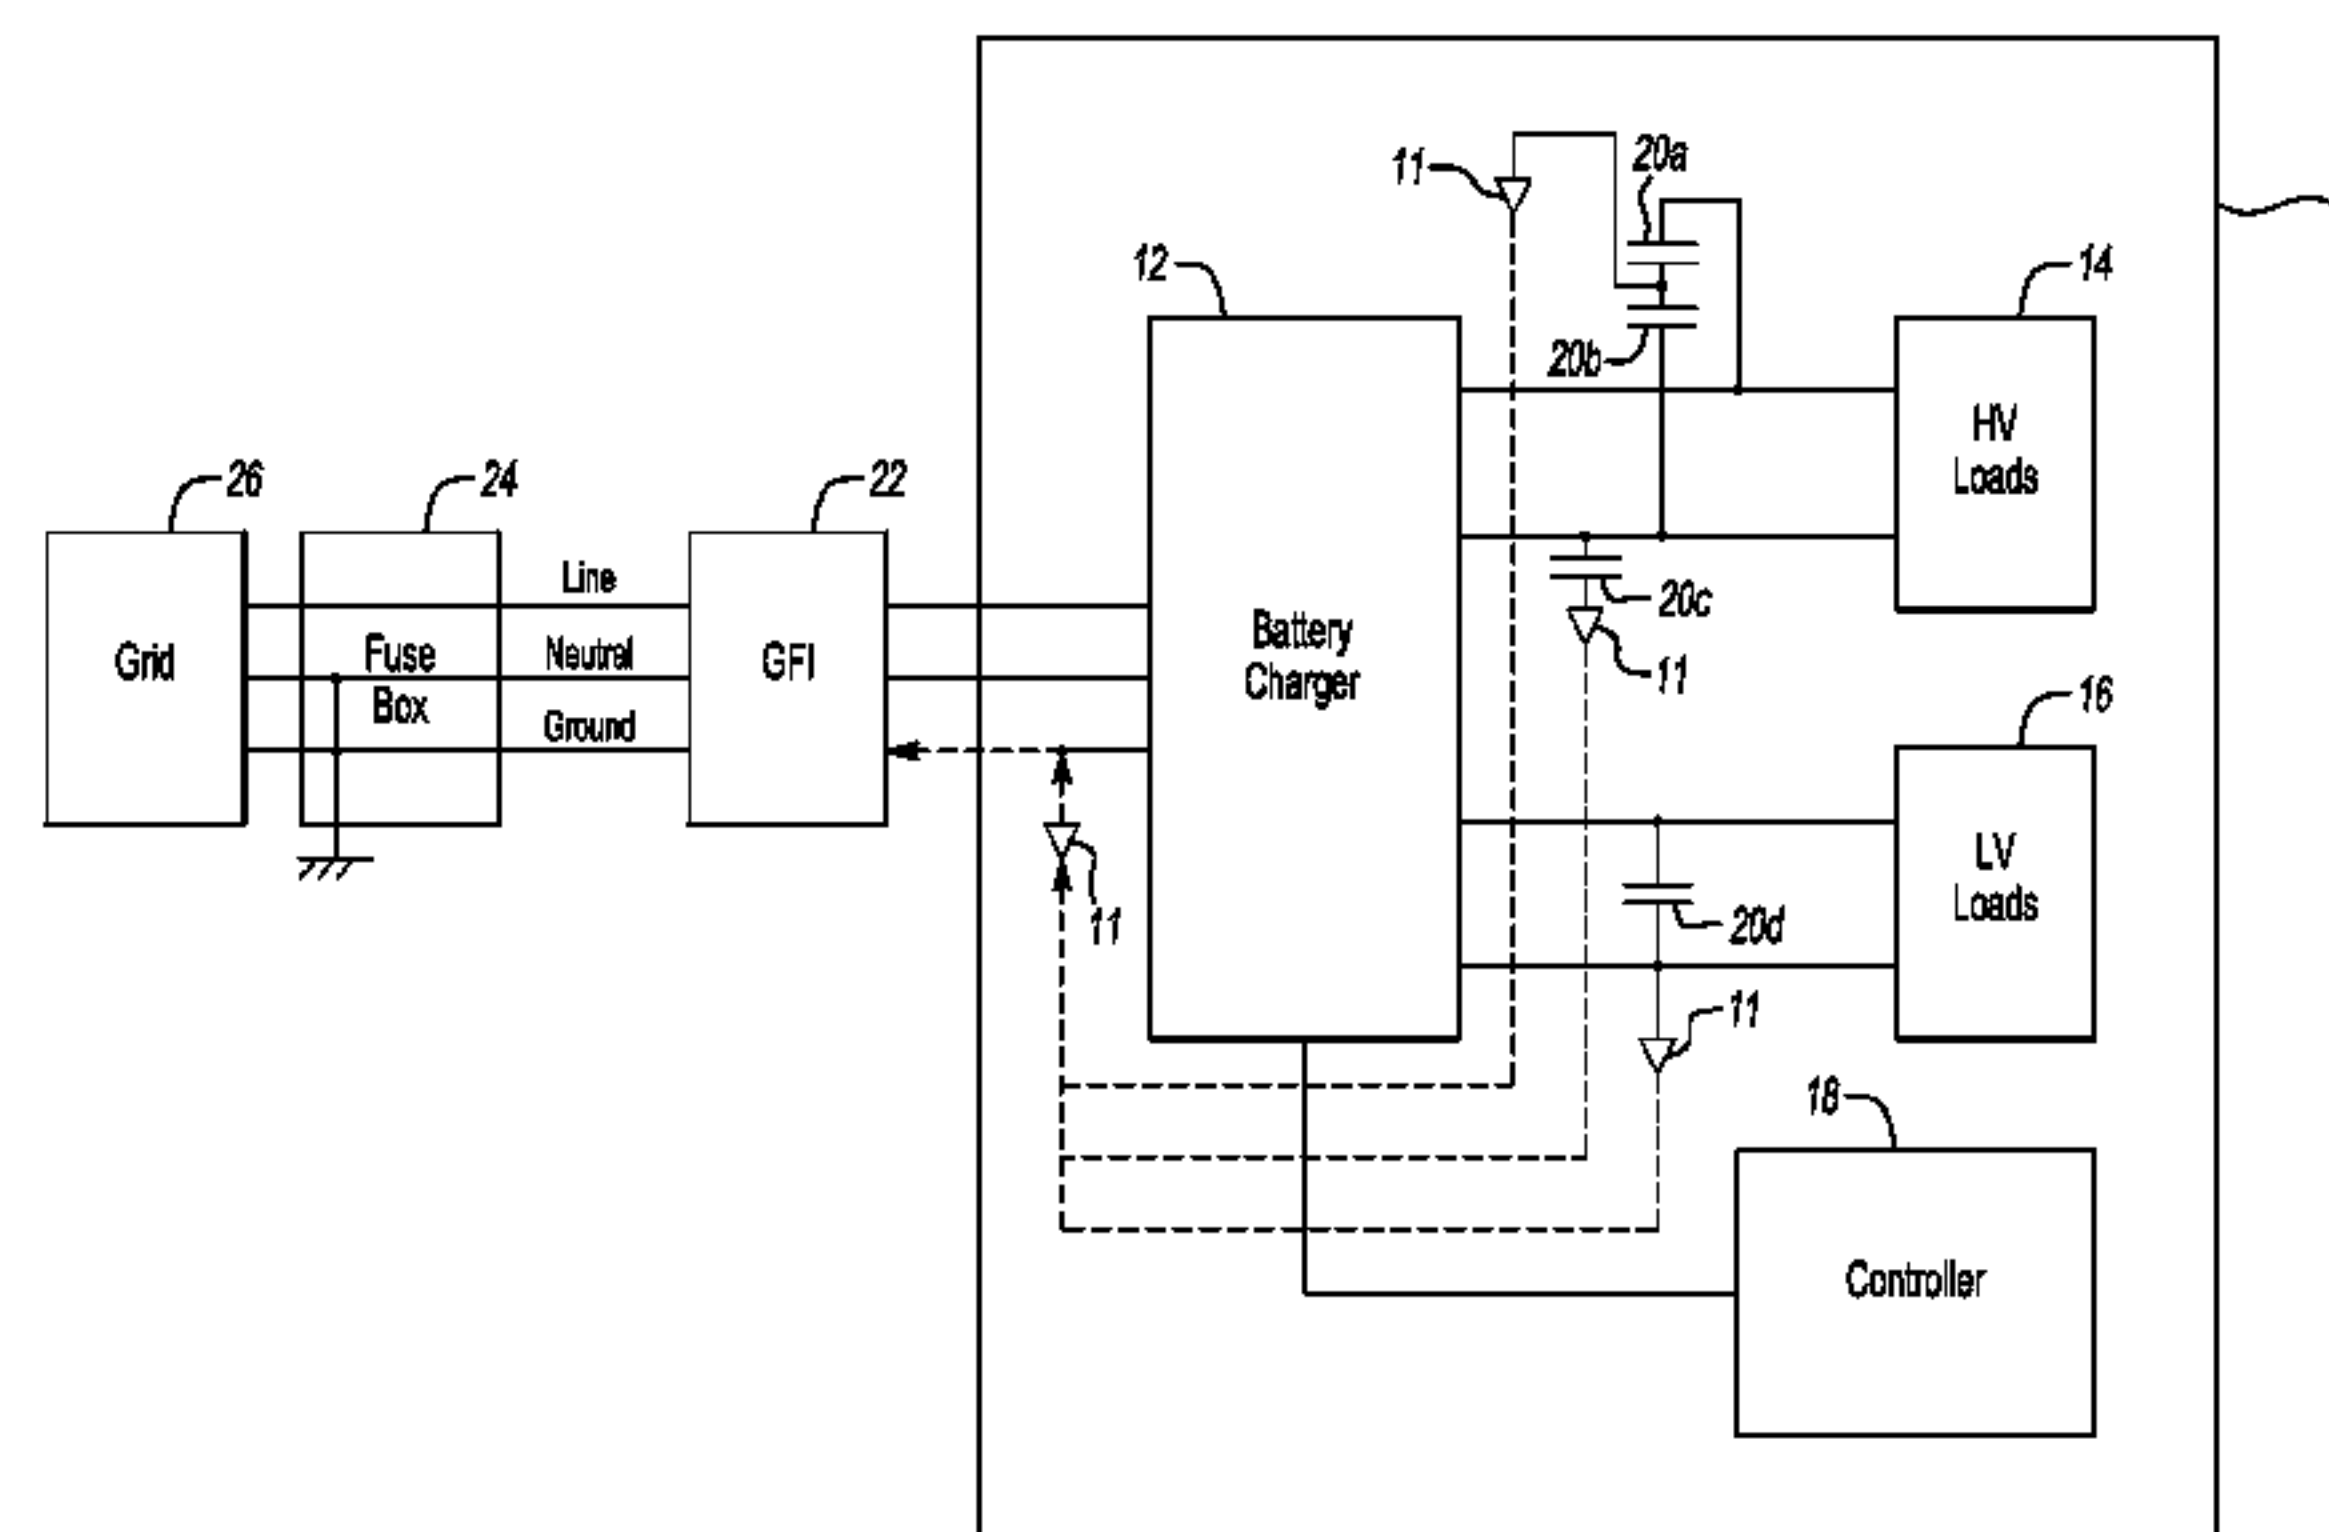 11
20a
12
14
20b
HV
Loads
26
24
22
Line
20c
Grid
Fuse
Box
Neutral
GFI
Battery
Charger
11
Ground
16
LV
Loads
11
20d
11
18
Controller